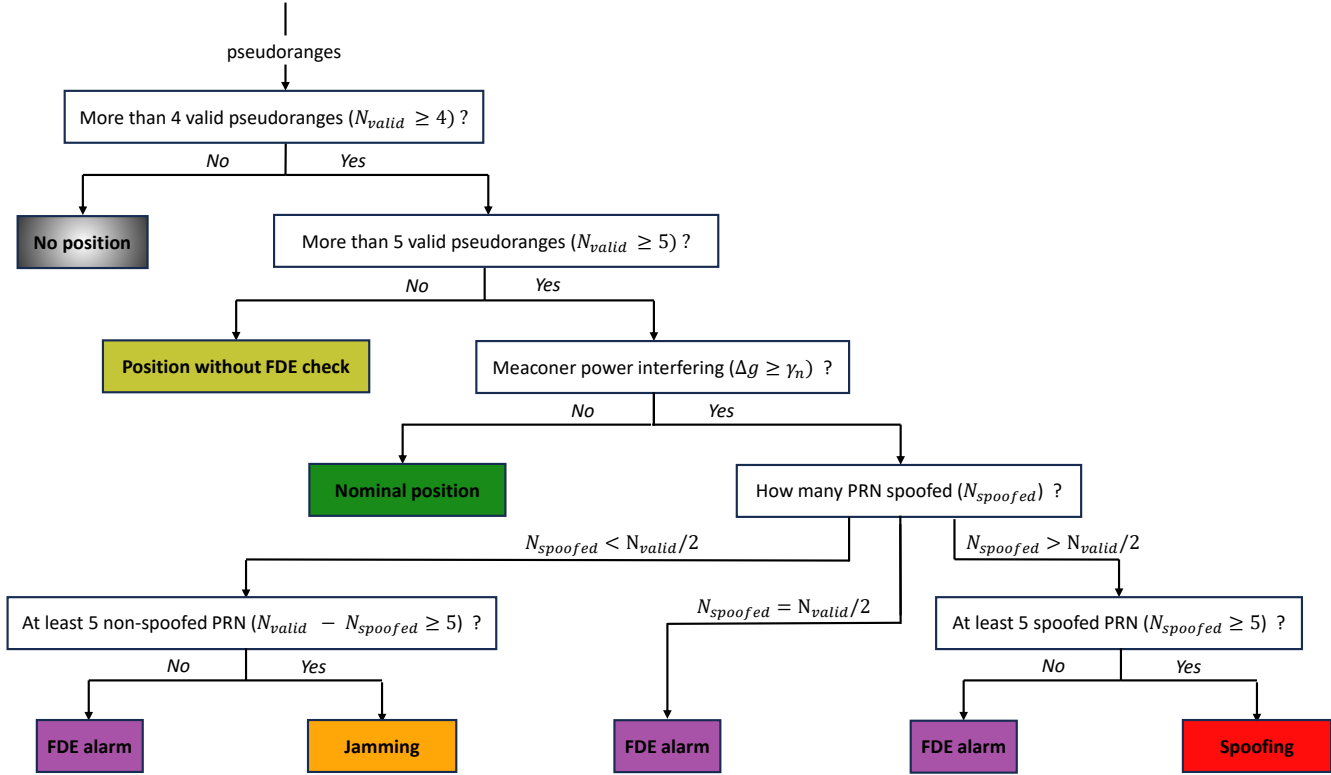 pseudoranges
More than 4 valid pseudoranges (N_valid ≥ 4) ?
No
Yes
No position
More than 5 valid pseudoranges (N_valid ≥ 5) ?
No
Yes
Position without FDE check
Meaconer power interfering (Δg ≥ γ_n) ?
No
Yes
Nominal position
How many PRN spoofed (N_spoofed) ?
N_spoofed < N_valid/2
N_spoofed = N_valid/2
N_spoofed > N_valid/2
At least 5 non-spoofed PRN (N_valid − N_spoofed ≥ 5) ?
At least 5 spoofed PRN (N_spoofed ≥ 5) ?
No
Yes
No
Yes
FDE alarm
Jamming
FDE alarm
FDE alarm
Spoofing